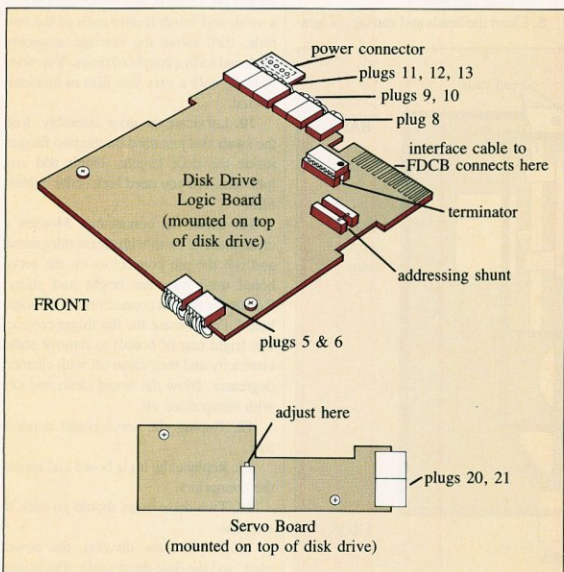 power connector
plugs 11, 12, 13
plugs 9, 10
plug 8
interface cable to
FDCB connects here
Disk Drive
Logic Board
(mounted on top
of disk drive)
terminator
addressing shunt
FRONT
plugs 5 & 6
adjust here
plugs 20, 21
Servo Board
(mounted on top of disk drive)